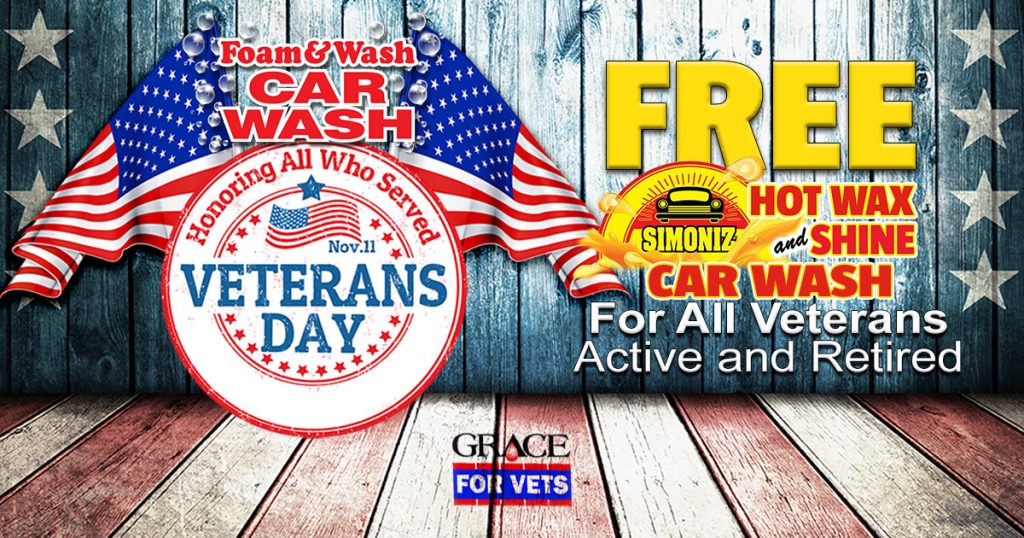 Foam & Wash
CAR
WASH
Honoring All Who Served
Nov.11
VETERANS
DAY
FREE
SIMONIZ
HOT WAX
and SHINE
CAR WASH
For All Veterans
Active and Retired
GRACE
FOR VETS